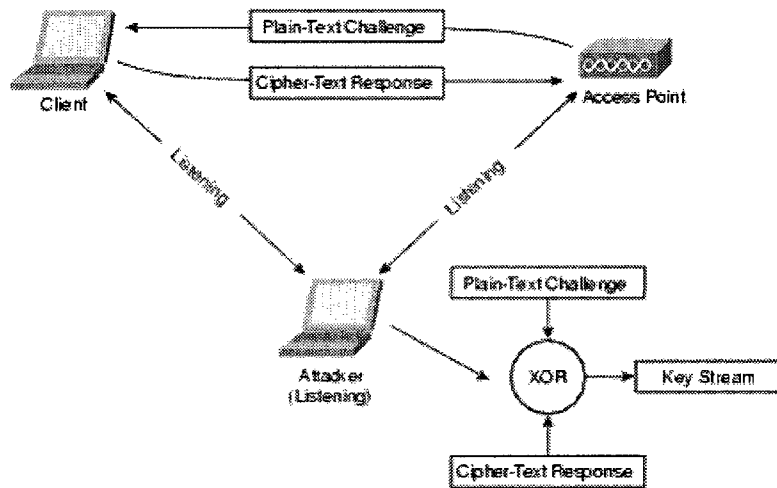 Plain-Text Challenge
Cipher-Text Response
Client
Access Point
Listening
Listening
Plain-Text Challenge
Attacker
(Listening)
XOR
Key Stream
Cipher-Text Response